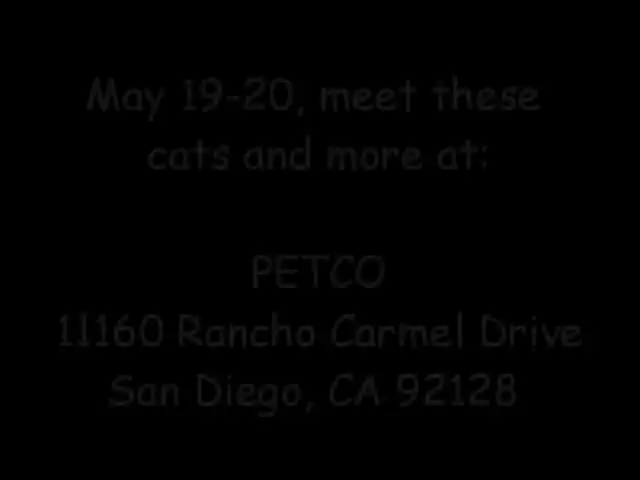 May 19-20, meet these
cats and more at:
PETCO
11160 Rancho Carmel Drive
San Diego, CA 92128